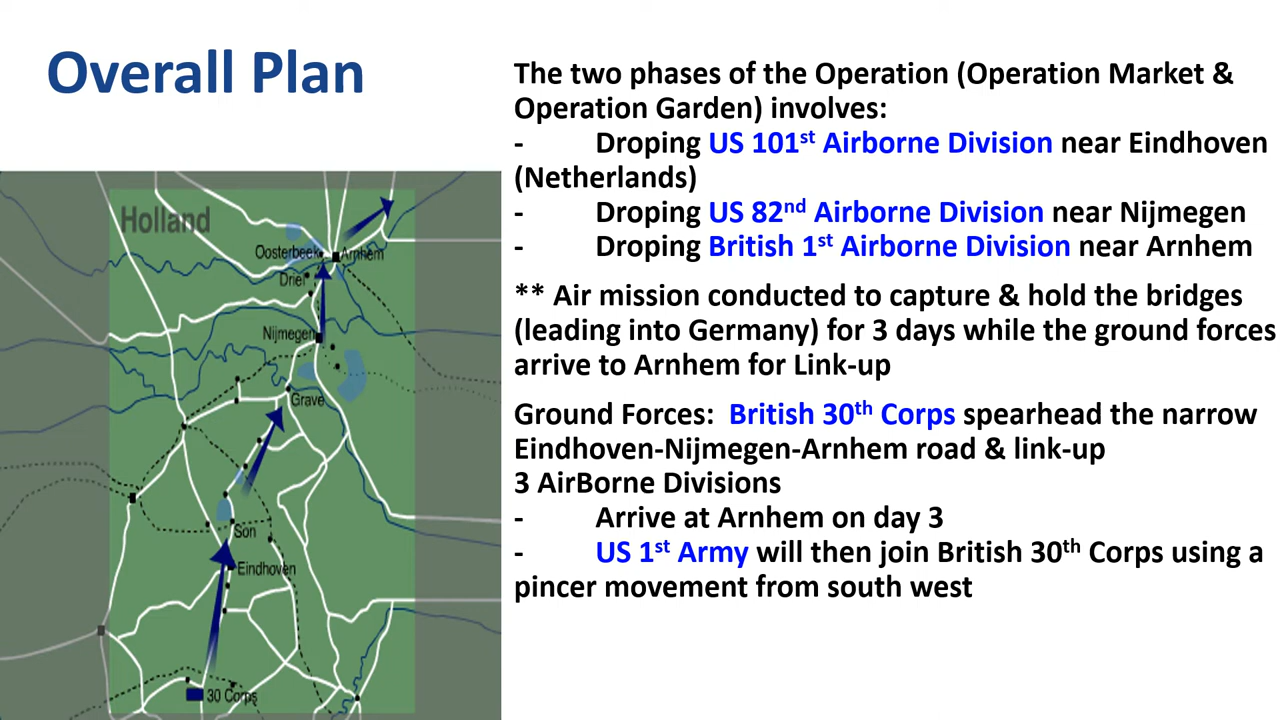 Overall Plan
The two phases of the Operation (Operation Market &
Operation Garden) involves:
- Droping US 101st Airborne Division near Eindhoven
(Netherlands)
- Droping US 82nd Airborne Division near Nijmegen
- Droping British 1st Airborne Division near Arnhem
** Air mission conducted to capture & hold the bridges
(leading into Germany) for 3 days while the ground forces
arrive to Arnhem for Link-up
Ground Forces: British 30th Corps spearhead the narrow
Eindhoven-Nijmegen-Arnhem road & link-up
3 AirBorne Divisions
- Arrive at Arnhem on day 3
- US 1st Army will then join British 30th Corps using a
pincer movement from south west
Holland
Oosterbeek
Arnhem
Driel
Nijmegen
Grave
Son
Eindhoven
30 Corps